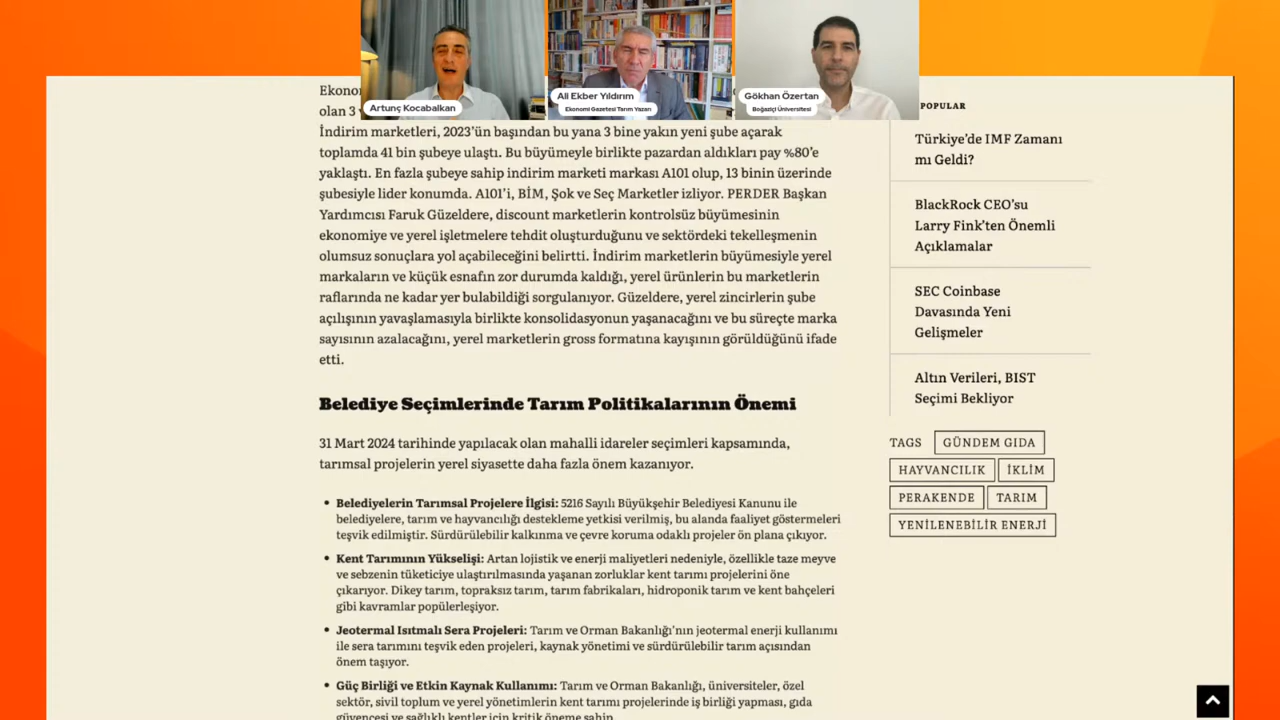 Artunç Kocabalkan
Ali Ekber Yıldırım
Ekonomi Gazetesi Tarım Yazarı
Gökhan Özertan
Boğaziçi Üniversitesi
Ekonor
olan 3
İndirim marketleri, 2023’ün başından bu yana 3 bine yakın yeni şube açarak
toplamda 41 bin şubeye ulaştı. Bu büyümeyle birlikte pazardan aldıkları pay %80’e
yaklaştı. En fazla şubeye sahip indirim marketi markası A101 olup, 13 binin üzerinde
şubesiyle lider konumda. A101’i, BİM, Şok ve Seç Marketler izliyor. PERDER Başkan
Yardımcısı Faruk Güzeldere, discount marketlerin kontrolsüz büyümesinin
ekonomiye ve yerel işletmelere tehdit oluşturduğunu ve sektördeki tekelleşmenin
olumsuz sonuçlara yol açabileceğini belirtti. İndirim marketlerin büyümesiyle yerel
markaların ve küçük esnafın zor durumda kaldığı, yerel ürünlerin bu marketlerin
raflarında ne kadar yer bulabildiği sorgulanıyor. Güzeldere, yerel zincirlerin şube
açılışının yavaşlamasıyla birlikte konsolidasyonun yaşanacağını ve bu süreçte marka
sayısının azalacağını, yerel marketlerin gross formatına kayışının görüldüğünü ifade
etti.
Belediye Seçimlerinde Tarım Politikalarının Önemi
31 Mart 2024 tarihinde yapılacak olan mahalli idareler seçimleri kapsamında,
tarımsal projelerin yerel siyasette daha fazla önem kazanıyor.
• Belediyelerin Tarımsal Projelere İlgisi: 5216 Sayılı Büyükşehir Belediyesi Kanunu ile
belediyelere, tarım ve hayvancılığı destekleme yetkisi verilmiş, bu alanda faaliyet göstermeleri
teşvik edilmiştir. Sürdürülebilir kalkınma ve çevre koruma odaklı projeler ön plana çıkıyor.
• Kent Tarımının Yükselişi: Artan lojistik ve enerji maliyetleri nedeniyle, özellikle taze meyve
ve sebzenin tüketiciye ulaştırılmasında yaşanan zorluklar kent tarımı projelerini öne
çıkarıyor. Dikey tarım, topraksız tarım, tarım fabrikaları, hidroponik tarım ve kent bahçeleri
gibi kavramlar popülerleşiyor.
• Jeotermal Isıtmalı Sera Projeleri: Tarım ve Orman Bakanlığı’nın jeotermal enerji kullanımı
ile sera tarımını teşvik eden projeleri, kaynak yönetimi ve sürdürülebilir tarım açısından
önem taşıyor.
• Güç Birliği ve Etkin Kaynak Kullanımı: Tarım ve Orman Bakanlığı, üniversiteler, özel
sektör, sivil toplum ve yerel yönetimlerin kent tarımı projelerinde iş birliği yapması, gıda
güvencesi ve sağlıklı kentler için kritik öneme sahip.
POPULAR
Türkiye’de IMF Zamanı
mı Geldi?
BlackRock CEO’su
Larry Fink’ten Önemli
Açıklamalar
SEC Coinbase
Davasında Yeni
Gelişmeler
Altın Verileri, BIST
Seçimi Bekliyor
TAGS GÜNDEM GIDA
HAYVANCILIK İKLİM
PERAKENDE TARIM
YENİLENEBİLİR ENERJİ